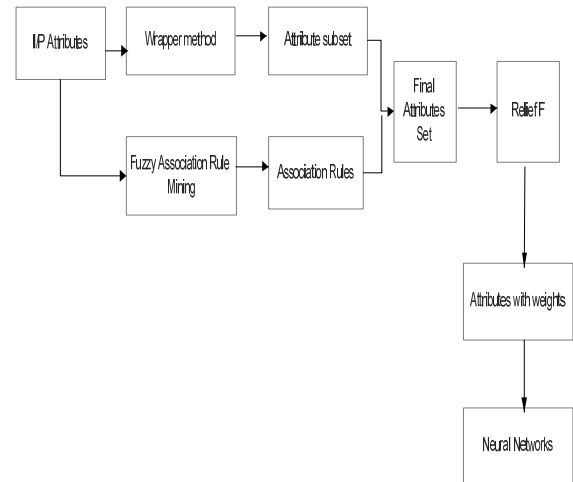 I/P Attributes
Wrapper method
Attribute subset
Final
Attributes
Set
Relief F
Fuzzy Association Rule
Mining
Association Rules
Attributes with weights
Neural Networks